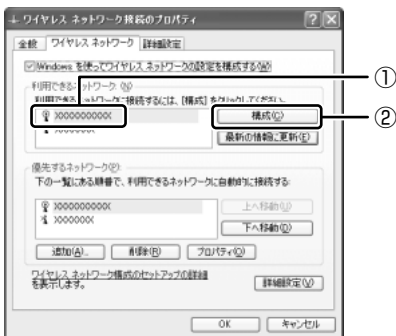 ワイヤレス ネットワーク接続のプロパティ
全般 ワイヤレス ネットワーク 詳細設定
Windows を使ってワイヤレス ネットワークの設定を構成する(W)
利用できるネットワーク(N)
利用できるネットワークに接続するには、[構成] をクリックしてください。
XXXXXXXXXX
構成(C)
①
②
最新の情報に更新(E)
優先するネットワーク(P):
下の一覧にある順番で、利用できるネットワークに自動的に接続する:
XXXXXXXXXX
XXXXXXX
上へ移動(U)
下へ移動(D)
追加(A)... 削除(R) プロパティ(O)
ワイヤレス ネットワーク構成のセットアップの詳細
を表示します。
詳細設定(V)
OK キャンセル